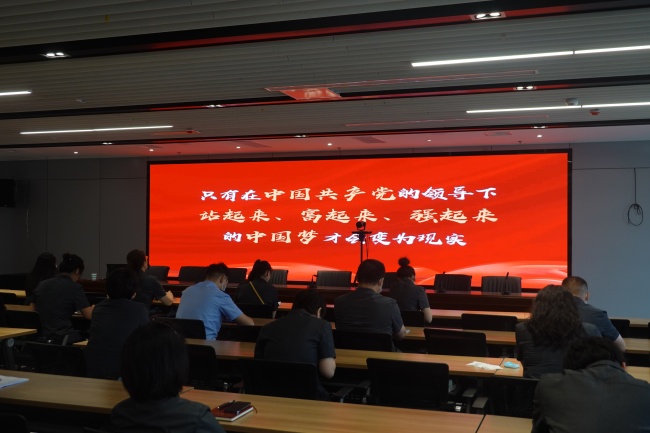 只有在中国共产党的领导下
站起来、富起来、强起来
的中国梦才会变为现实